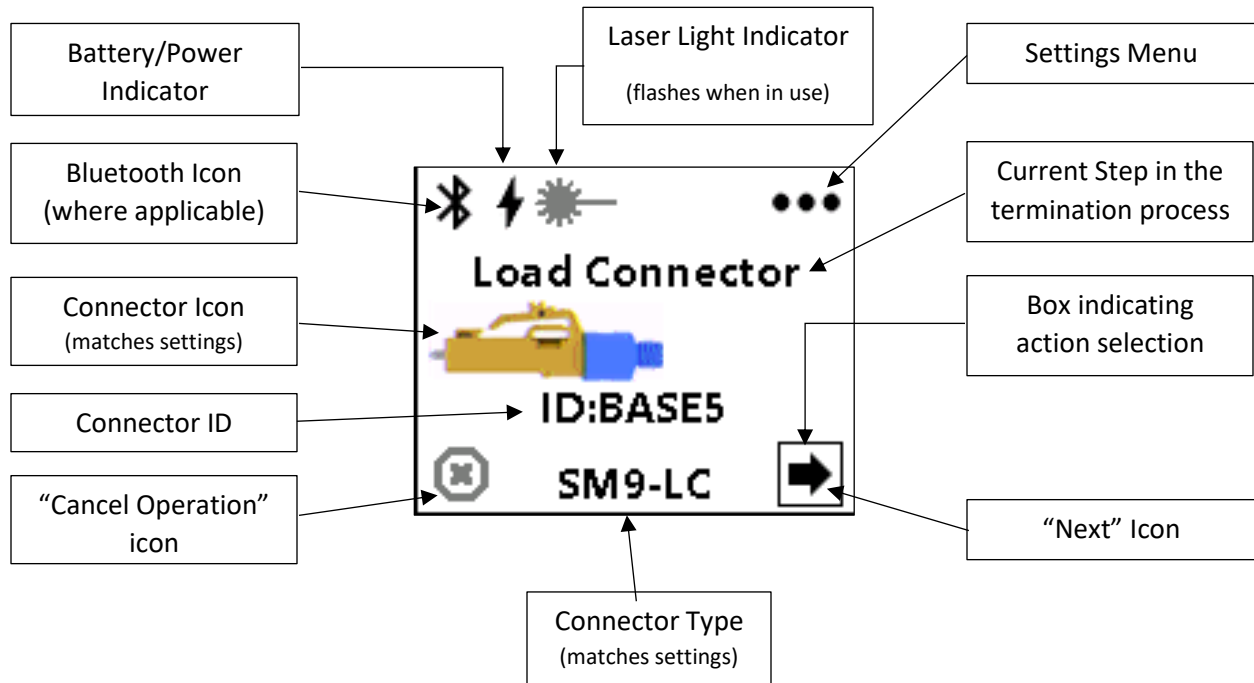 Battery/Power
Indicator
Laser Light Indicator
(flashes when in use)
Settings Menu
Bluetooth Icon
(where applicable)
Current Step in the
termination process
Load Connector
Connector Icon
(matches settings)
Box indicating
action selection
ID:BASE5
Connector ID
SM9-LC
“Cancel Operation”
icon
“Next” Icon
Connector Type
(matches settings)